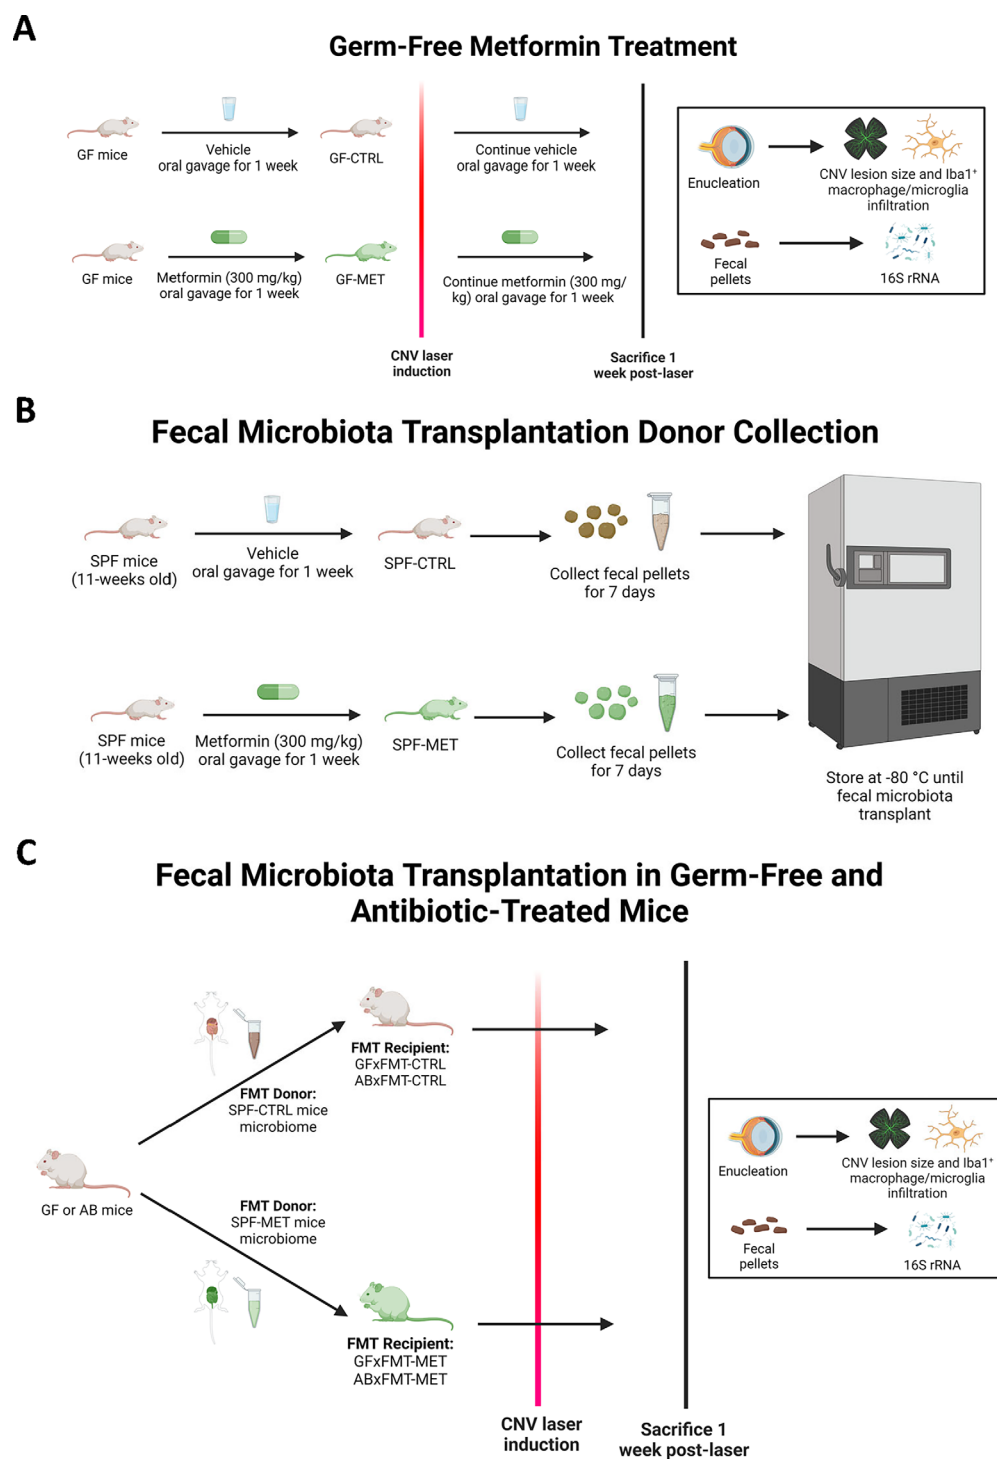 A
Germ-Free Metformin Treatment
GF mice
Vehicle
oral gavage for 1 week
GF-CTRL
Continue vehicle
oral gavage for 1 week
GF mice
Metformin (300 mg/kg)
oral gavage for 1 week
GF-MET
Continue metformin (300 mg/
kg) oral gavage for 1 week
CNV laser
induction
Sacrifice 1
week post-laser
Enucleation
CNV lesion size and Iba1⁺
macrophage/microglia
infiltration
Fecal
pellets
16S rRNA
B
Fecal Microbiota Transplantation Donor Collection
SPF mice
(11-weeks old)
Vehicle
oral gavage for 1 week
SPF-CTRL
Collect fecal pellets
for 7 days
SPF mice
(11-weeks old)
Metformin (300 mg/kg)
oral gavage for 1 week
SPF-MET
Collect fecal pellets
for 7 days
Store at -80 °C until
fecal microbiota
transplant
C
Fecal Microbiota Transplantation in Germ-Free and
Antibiotic-Treated Mice
GF or AB mice
FMT Donor:
SPF-CTRL mice
microbiome
FMT Recipient:
GFxFMT-CTRL
ABxFMT-CTRL
FMT Donor:
SPF-MET mice
microbiome
FMT Recipient:
GFxFMT-MET
ABxFMT-MET
CNV laser
induction
Sacrifice 1
week post-laser
Enucleation
CNV lesion size and Iba1⁺
macrophage/microglia
infiltration
Fecal
pellets
16S rRNA